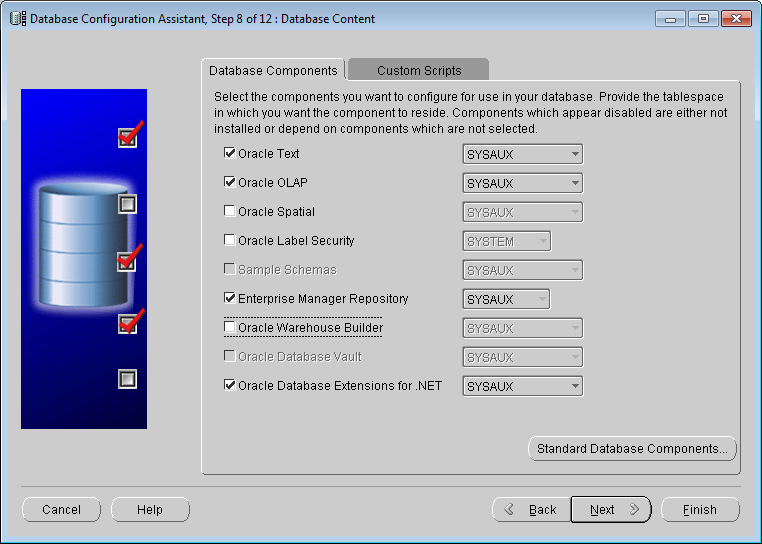 Database Configuration Assistant, Step 8 of 12 : Database Content
Database Components
Custom Scripts
Select the components you want to configure for use in your database. Provide the tablespace
in which you want the component to reside. Components which appear disabled are either not
installed or depend on components which are not selected.
Oracle Text SYSAUX
Oracle OLAP SYSAUX
Oracle Spatial SYSAUX
Oracle Label Security SYSTEM
Sample Schemas SYSAUX
Enterprise Manager Repository SYSAUX
Oracle Warehouse Builder SYSAUX
Oracle Database Vault SYSAUX
Oracle Database Extensions for .NET SYSAUX
Standard Database Components...
Cancel Help Back Next Finish